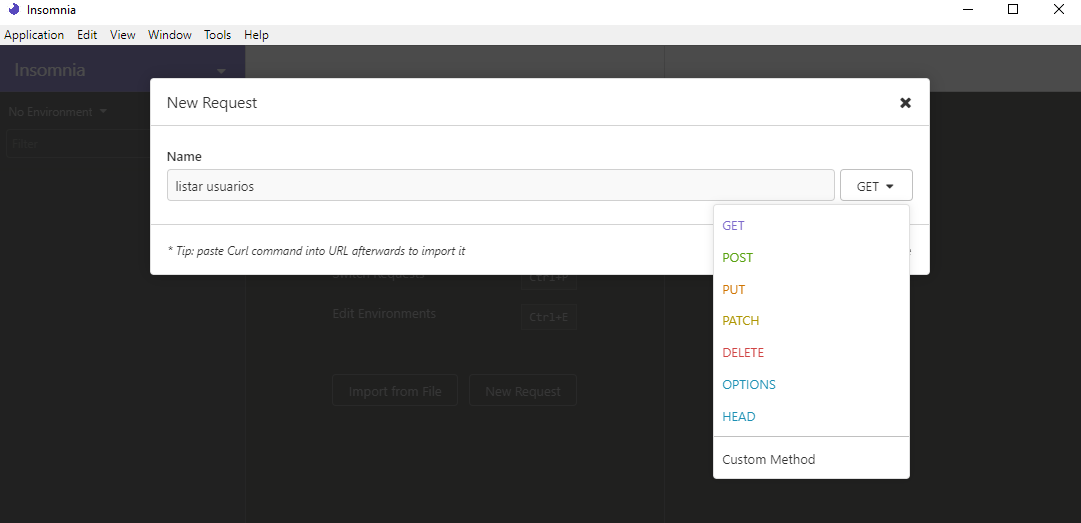 Insomnia
Application Edit View Window Tools Help
Insomnia
No Environment
Filter
New Request
Name
listar usuarios
GET
* Tip: paste Curl command into URL afterwards to import it
GET
POST
PUT
PATCH
DELETE
OPTIONS
HEAD
Custom Method
Switch Requests Ctrl+P
Edit Environments Ctrl+E
Import from File New Request